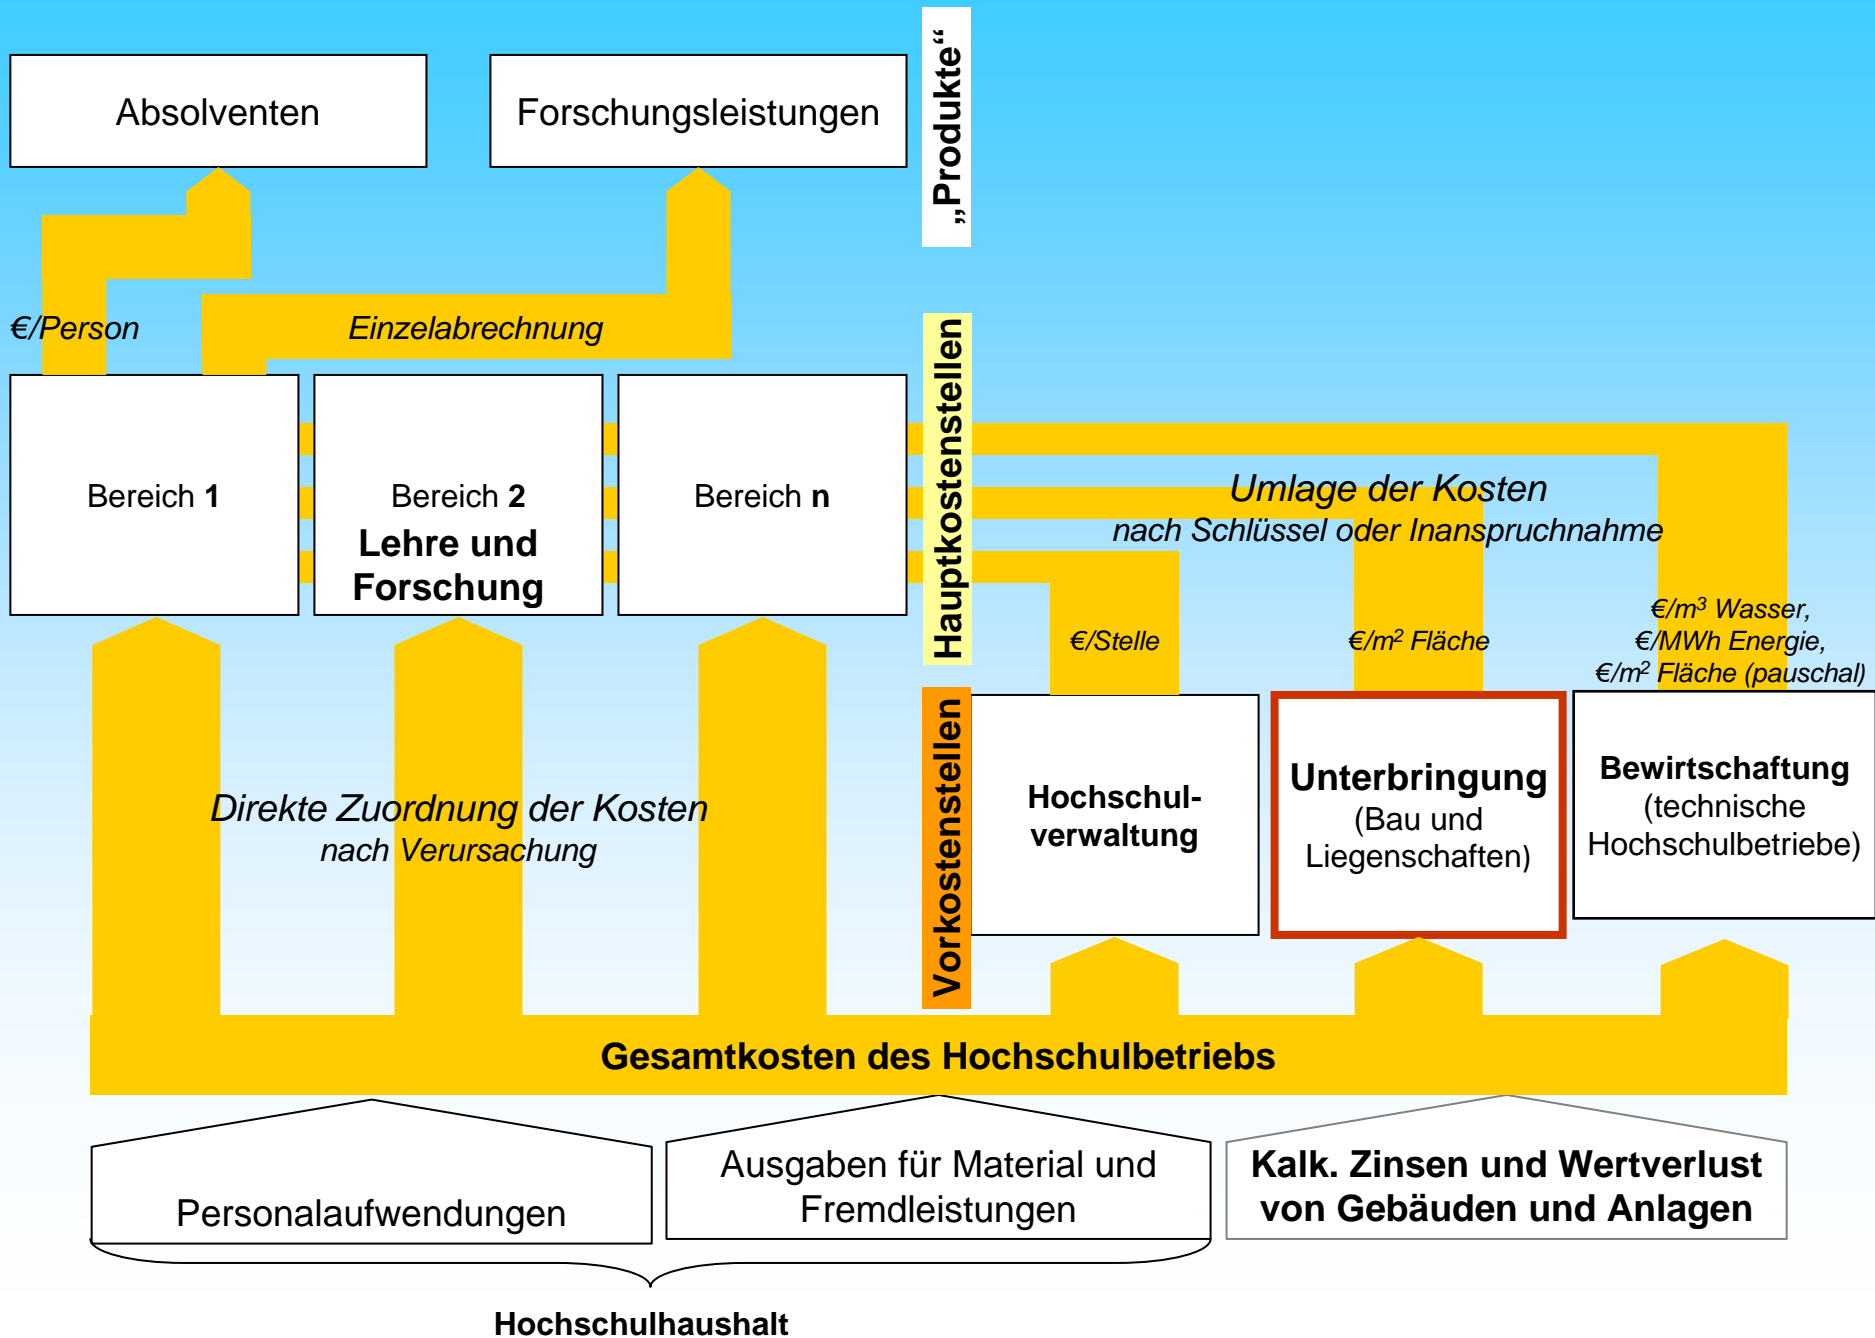 Absolventen
Forschungsleistungen
„Produkte“
€/Person
Einzelabrechnung
Hauptkostenstellen
Bereich 1
Bereich 2
Lehre und
Forschung
Bereich n
Umlage der Kosten
nach Schlüssel oder Inanspruchnahme
€/Stelle
€/m² Fläche
€/m³ Wasser,
€/MWh Energie,
€/m² Fläche (pauschal)
Vorkostenstellen
Direkte Zuordnung der Kosten
nach Verursachung
Hochschul-
verwaltung
Unterbringung
(Bau und
Liegenschaften)
Bewirtschaftung
(technische
Hochschulbetriebe)
Gesamtkosten des Hochschulbetriebs
Personalaufwendungen
Ausgaben für Material und
Fremdleistungen
Kalk. Zinsen und Wertverlust
von Gebäuden und Anlagen
Hochschulhaushalt